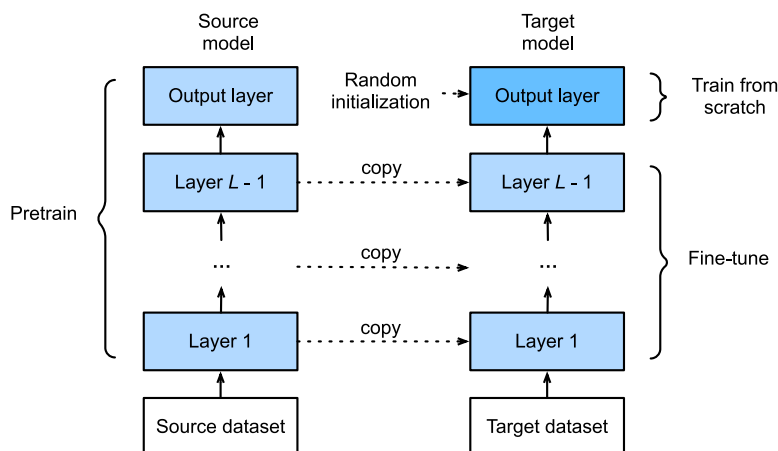 Source
model
Target
model
Output layer
Random
initialization
Output layer
Train from
scratch
Layer L - 1
copy
Layer L - 1
Pretrain
...
copy
...
Fine-tune
Layer 1
copy
Layer 1
Source dataset
Target dataset